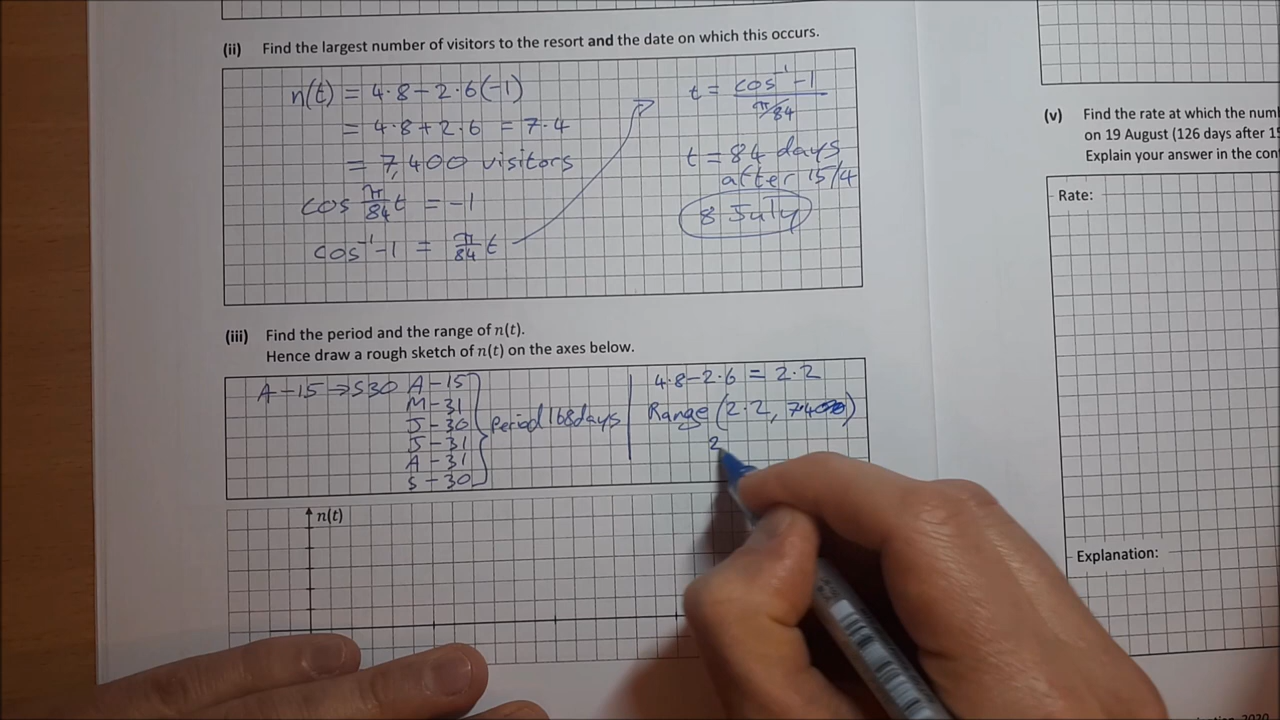 (ii) Find the largest number of visitors to the resort and the date on which this occurs.
n(t) = 4·8 – 2·6(-1)
= 4·8 + 2·6 = 7·4
= 7,400 visitors
cos π/84 t = -1
cos⁻¹ -1 = π/84 t
t = cos⁻¹ -1 / π/84
t = 84 days
after 15/4
8 July
(iii) Find the period and the range of n(t).
Hence draw a rough sketch of n(t) on the axes below.
A – 15 → S30
A – 15
M – 31
J – 30
J – 31
A – 31
S – 30
Period 168 days
4·8 – 2·6 = 2·2
Range (2·2, 7·4)
2
n(t)
(v) Find the rate at which the
on 19 August (126 days after
Explain your answer in the
Rate:
Explanation:
2020